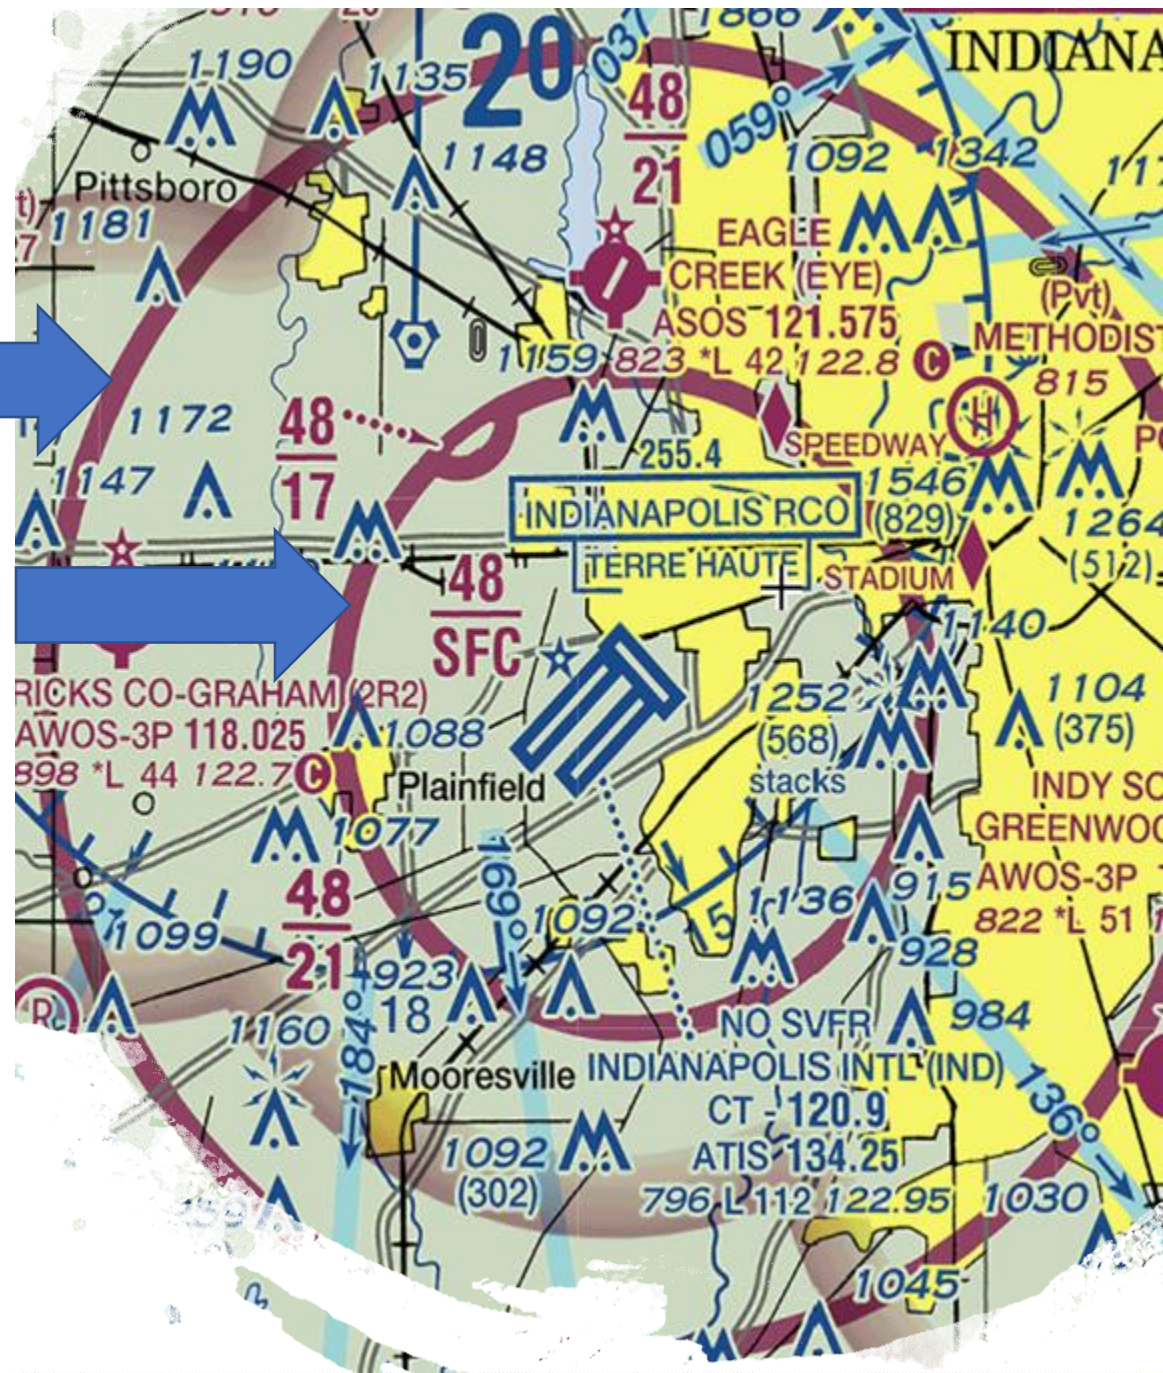 1866
20
037°
INDIANA
1190
1135
48
21
059°
1148
1092
1342
Pittsboro
1181
EAGLE
CREEK (EYE)
ASOS 121.575
823 *L 42 122.8 C
(Pvt)
METHODIST
815
1159
1172
48
17
SPEEDWAY
255.4
1147
INDIANAPOLIS RCO
TERRE HAUTE
1546
(829)
H
1264
(512)
STADIUM
48
SFC
1140
RICKS CO-GRAHAM (2R2)
AWOS-3P 118.025
898 *L 44 122.7 C
1088
1252
(568)
stacks
1104
(375)
Plainfield
INDY SO
GREENWOO
AWOS-3P
822 *L 51 1
1077
48
21
169°
1092
15
1136
915
1099
923
18
928
R
1160
184°
984
NO SVFR
INDIANAPOLIS INTL (IND)
CT - 120.9
ATIS 134.25
796 L 112 122.95
Mooresville
136°
1092
(302)
1030
1045